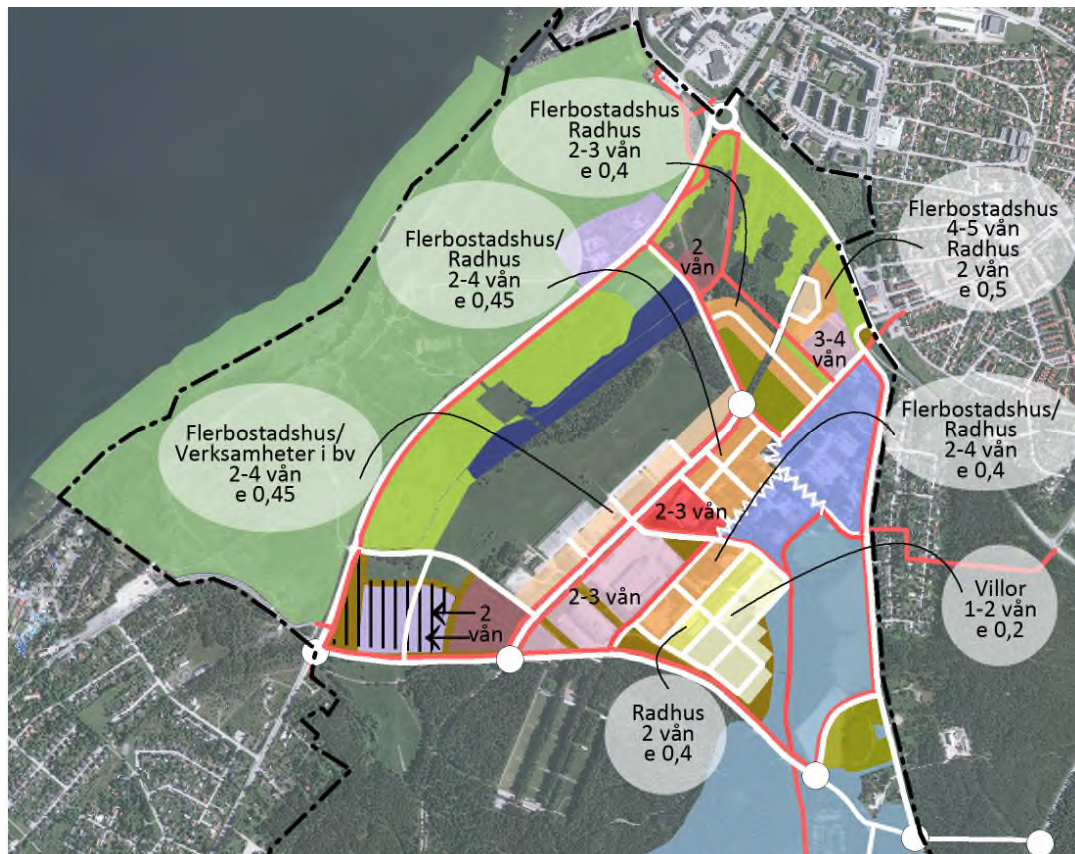 Flerbostadshus
Radhus
2-3 vån
e 0,4
Flerbostadshus/
Radhus
2-4 vån
e 0,45
Flerbostadshus
4-5 vån
Radhus
2 vån
e 0,5
2
vån
3-4
vån
Flerbostadshus/
Verksamheter i bv
2-4 vån
e 0,45
Flerbostadshus/
Radhus
2-4 vån
e 0,4
2-3 vån
2-3 vån
2
vån
Villor
1-2 vån
e 0,2
Radhus
2 vån
e 0,4